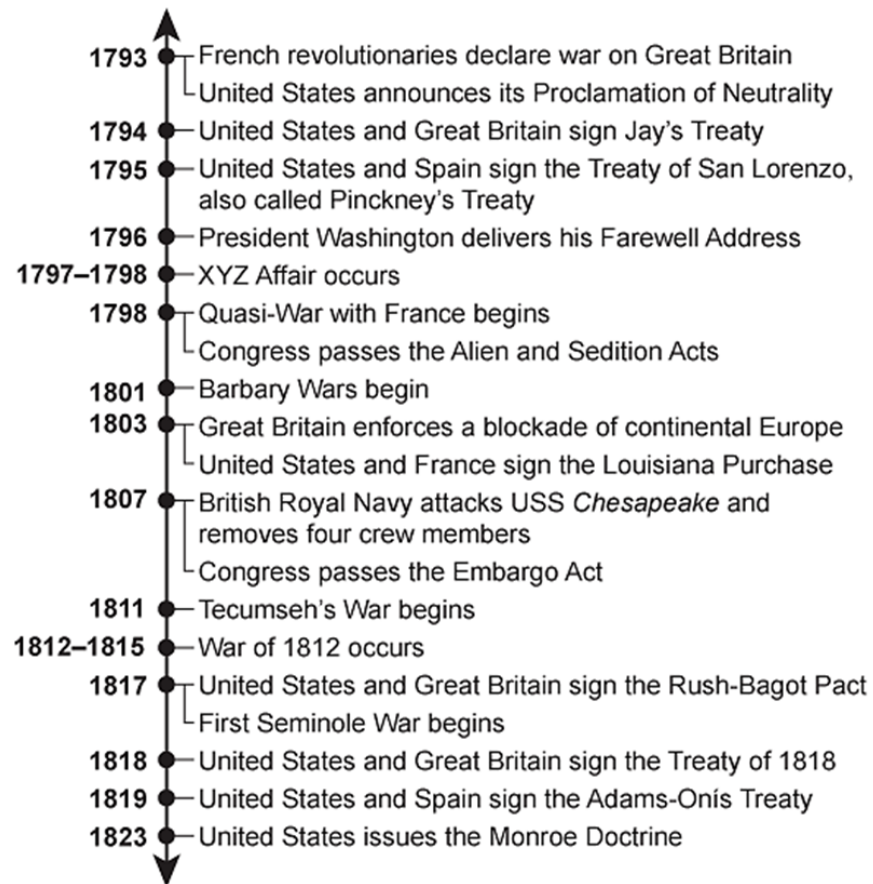 1793 French revolutionaries declare war on Great Britain
United States announces its Proclamation of Neutrality
1794 United States and Great Britain sign Jay's Treaty
1795 United States and Spain sign the Treaty of San Lorenzo,
also called Pinckney's Treaty
1796 President Washington delivers his Farewell Address
1797–1798 XYZ Affair occurs
1798 Quasi-War with France begins
Congress passes the Alien and Sedition Acts
1801 Barbary Wars begin
1803 Great Britain enforces a blockade of continental Europe
United States and France sign the Louisiana Purchase
1807 British Royal Navy attacks USS Chesapeake and
removes four crew members
Congress passes the Embargo Act
1811 Tecumseh's War begins
1812–1815 War of 1812 occurs
1817 United States and Great Britain sign the Rush-Bagot Pact
First Seminole War begins
1818 United States and Great Britain sign the Treaty of 1818
1819 United States and Spain sign the Adams-Onís Treaty
1823 United States issues the Monroe Doctrine